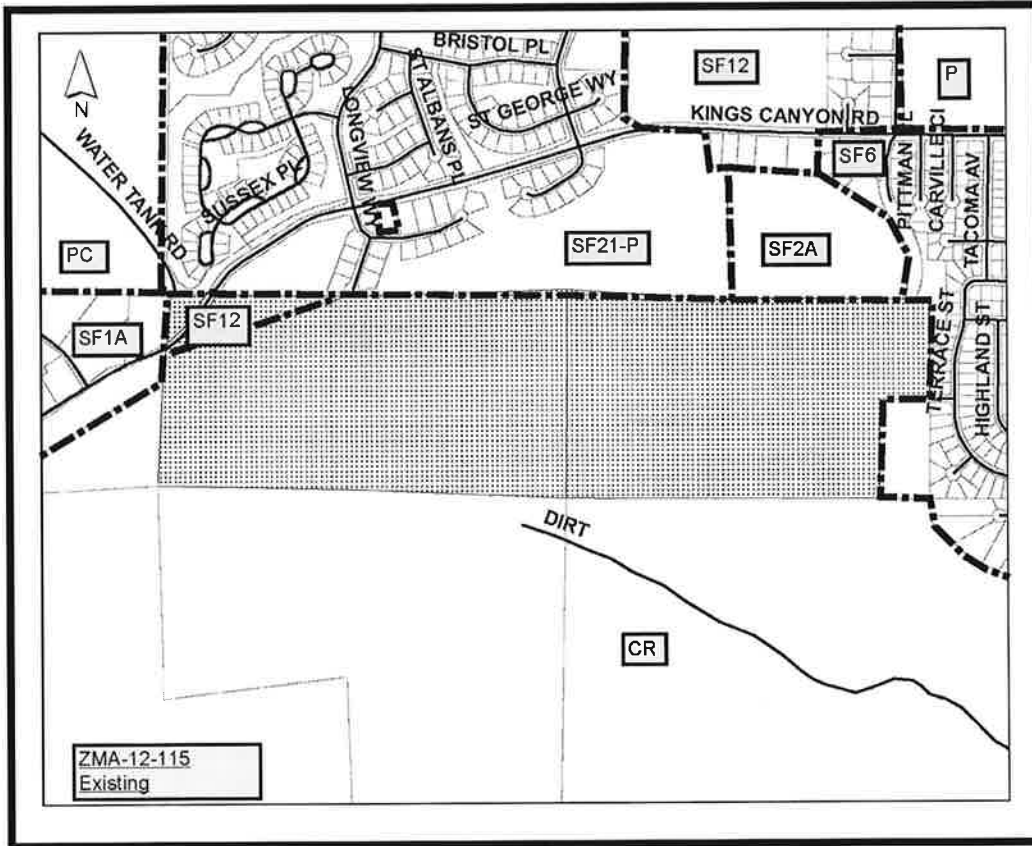 BRISTOL PL
SF12
P
ST ALBANS PL
ST GEORGE WY
KINGS CANYON RD
N
LONGVIEW WY
SF6
PITTMAN
CARVILLE CI
TACOMA AV
WATER TANK RD
SUSSEX PL
PC
SF21-P
SF2A
SF12
SF1A
TERRACE ST
HIGHLAND ST
DIRT
CR
ZMA-12-115
Existing